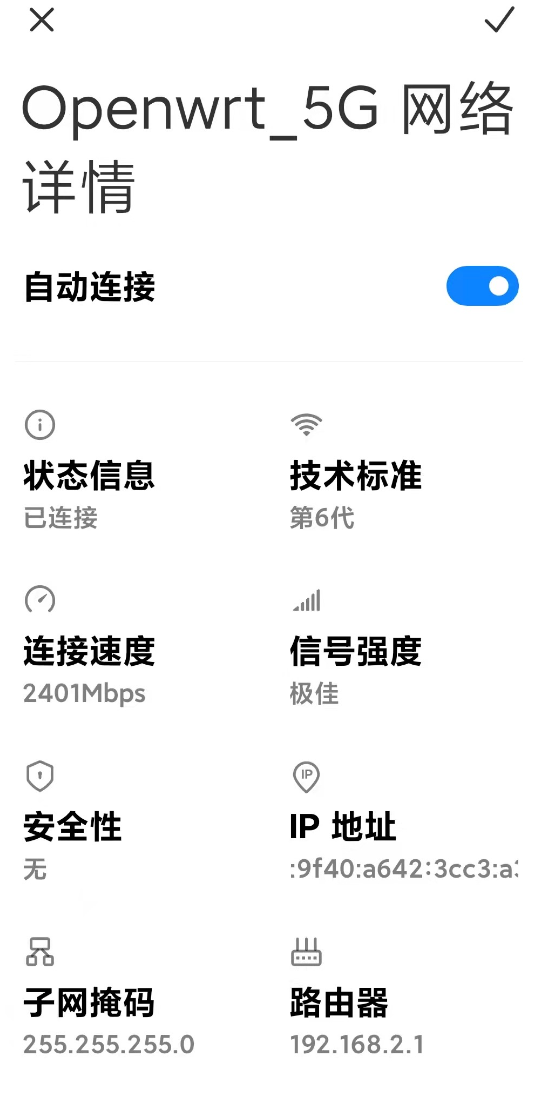 Openwrt_5G 网络
详情
自动连接
状态信息
技术标准
已连接
第6代
连接速度
信号强度
2401Mbps
极佳
IP
安全性
IP 地址
无
:9f40:a642:3cc3:a
子网掩码
路由器
255.255.255.0
192.168.2.1